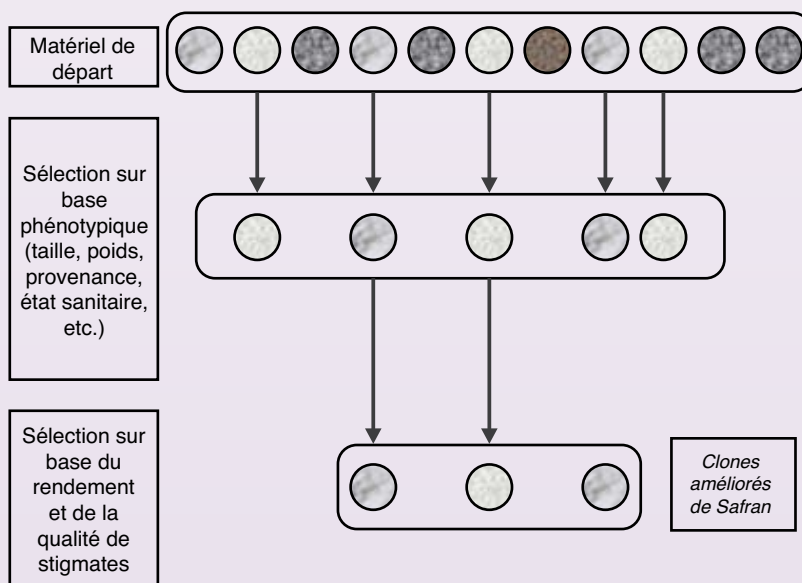 Matériel de
départ
Sélection sur
base
phénotypique
(taille, poids,
provenance,
état sanitaire,
etc.)
Sélection sur
base du
rendement
et de la
qualité de
stigmates
Clones
améliorés
de Safran